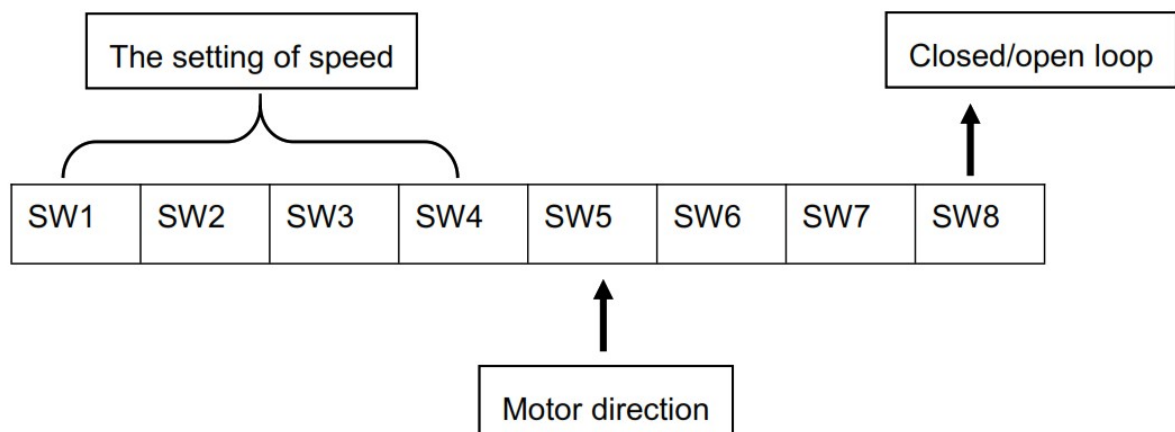 The setting of speed
Closed/open loop
SW1 SW2 SW3 SW4 SW5 SW6 SW7 SW8
Motor direction